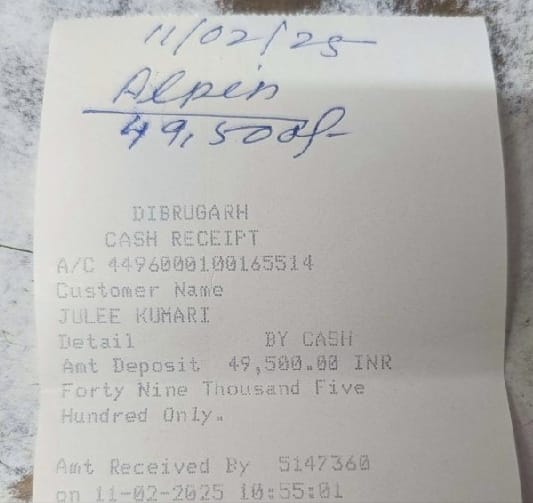 11/02/25
Alpin
49,500/-
DIBRUGARH
CASH RECEIPT
A/C 4496000100165514
Customer Name
JULEE KUMARI
Detail BY CASH
Amt Deposit 49,500.00 INR
Forty Nine Thousand Five
Hundred Only.
Amt Received By 5147360
on 11-02-2025 10:55:01